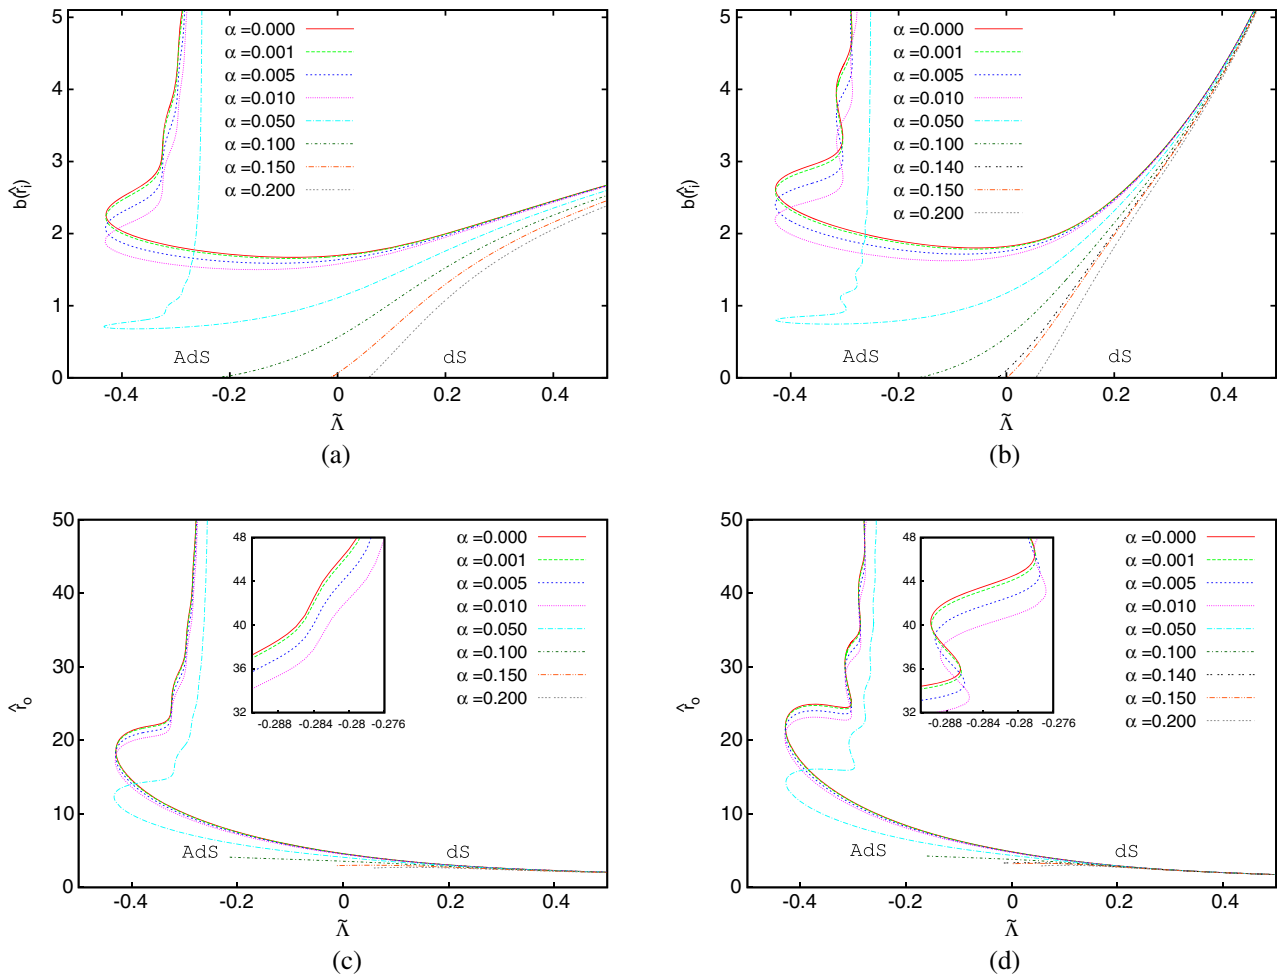 5
4
3
2
1
0
b(r̂ᵢ)
α =0.000
α =0.001
α =0.005
α =0.010
α =0.050
α =0.100
α =0.150
α =0.200
AdS
dS
-0.4
-0.2
0
0.2
0.4
Λ̃
(a)
5
4
3
2
1
0
b(r̂ᵢ)
α =0.000
α =0.001
α =0.005
α =0.010
α =0.050
α =0.100
α =0.140
α =0.150
α =0.200
AdS
dS
-0.4
-0.2
0
0.2
0.4
Λ̃
(b)
50
40
30
20
10
0
r̂ₒ
48
44
40
36
32
-0.288
-0.284
-0.28
-0.276
α =0.000
α =0.001
α =0.005
α =0.010
α =0.050
α =0.100
α =0.150
α =0.200
AdS
dS
-0.4
-0.2
0
0.2
0.4
Λ̃
(c)
50
40
30
20
10
0
r̂ₒ
48
44
40
36
32
-0.288
-0.284
-0.28
-0.276
α =0.000
α =0.001
α =0.005
α =0.010
α =0.050
α =0.100
α =0.140
α =0.150
α =0.200
AdS
dS
-0.4
-0.2
0
0.2
0.4
Λ̃
(d)